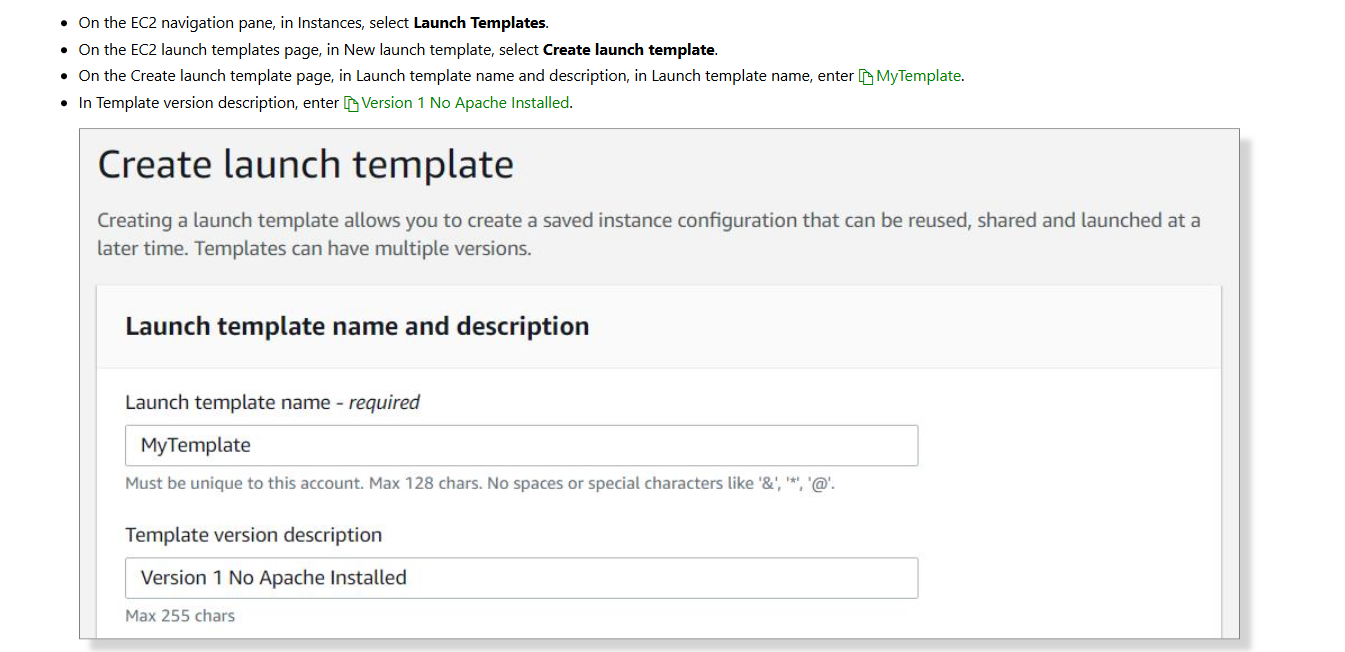 On the EC2 navigation pane, in Instances, select Launch Templates.
On the EC2 launch templates page, in New launch template, select Create launch template.
On the Create launch template page, in Launch template name and description, in Launch template name, enter MyTemplate.
In Template version description, enter Version 1 No Apache Installed.
Create launch template
Creating a launch template allows you to create a saved instance configuration that can be reused, shared and launched at a
later time. Templates can have multiple versions.
Launch template name and description
Launch template name - required
MyTemplate
Must be unique to this account. Max 128 chars. No spaces or special characters like '&', '*', '@'.
Template version description
Version 1 No Apache Installed
Max 255 chars